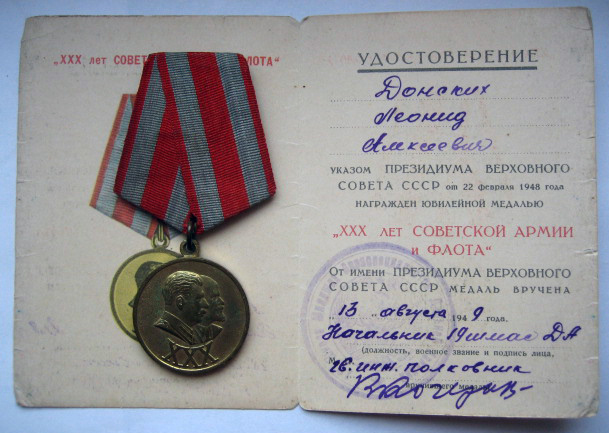 „XXX лет СОВЕТ ФЛОТА“
XXX
УДОСТОВЕРЕНИЕ
Донских
Леонид
Алексеевич
УКАЗОМ ПРЕЗИДИУМА ВЕРХОВНОГО
СОВЕТА СССР от 22 февраля 1948 года
НАГРАЖДЕН ЮБИЛЕЙНОЙ МЕДАЛЬЮ
„XXX ЛЕТ СОВЕТСКОЙ АРМИИ
и ФЛОТА“
От имени ПРЕЗИДИУМА ВЕРХОВНОГО
СОВЕТА СССР МЕДАЛЬ ВРУЧЕНА
„13 августа 1949 года.
Начальник 19 ДА
(должность, военное звание и подпись лица,
инж. полковник